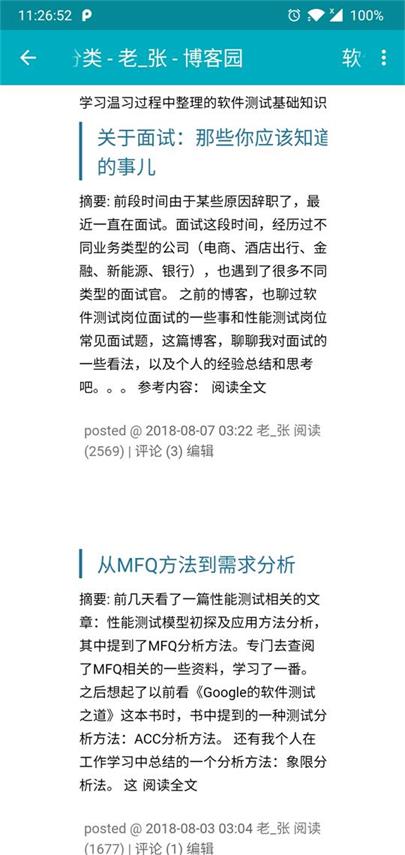 11:26:52
100%
分类 - 老_张 - 博客园
软
学习温习过程中整理的软件测试基础知识
关于面试：那些你应该知道
的事儿
摘要: 前段时间由于某些原因辞职了，最
近一直在面试。面试这段时间，经历过不
同业务类型的公司（电商、酒店出行、金
融、新能源、银行），也遇到了很多不同
类型的面试官。 之前的博客，也聊过软
件测试岗位面试的一些事和性能测试岗位
常见面试题，这篇博客，聊聊我对面试的
一些看法，以及个人的经验总结和思考
吧。。。 参考内容： 阅读全文
posted @ 2018-08-07 03:22 老_张 阅读
(2569) | 评论 (3) 编辑
从MFQ方法到需求分析
摘要: 前几天看了一篇性能测试相关的文
章：性能测试模型初探及应用方法分析，
其中提到了MFQ分析方法。专门去查阅
了MFQ相关的一些资料，学习了一番。
之后想起了以前看《Google的软件测试
之道》这本书时，书中提到的一种测试分
析方法：ACC分析方法。 还有我个人在
工作学习中总结的一个分析方法：象限分
析法。 这 阅读全文
posted @ 2018-08-03 03:04 老_张 阅读
(1677) | 评论 (1) 编辑